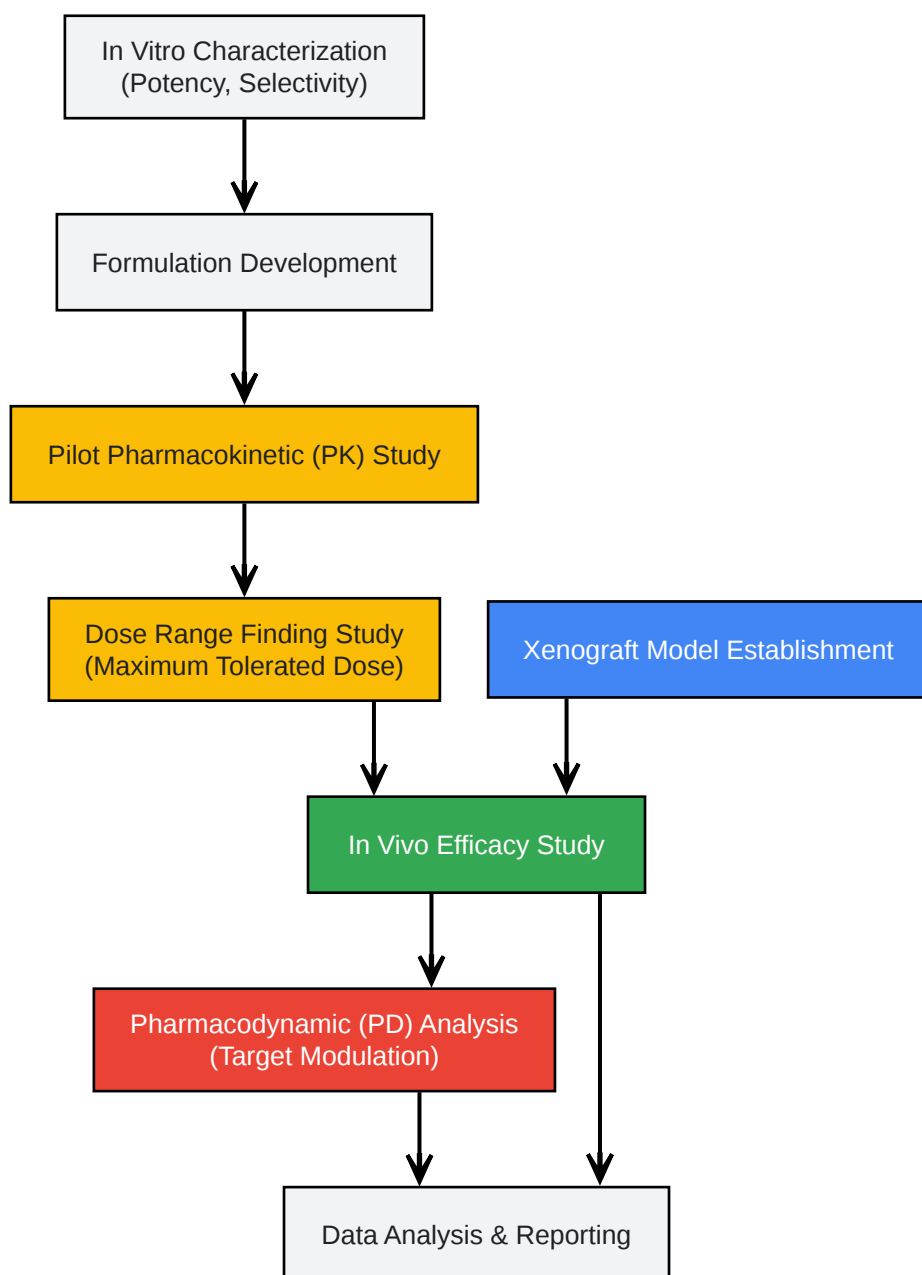 In Vitro Characterization
(Potency, Selectivity)
Formulation Development
Pilot Pharmacokinetic (PK) Study
Dose Range Finding Study
(Maximum Tolerated Dose)
Xenograft Model Establishment
In Vivo Efficacy Study
Pharmacodynamic (PD) Analysis
(Target Modulation)
Data Analysis & Reporting